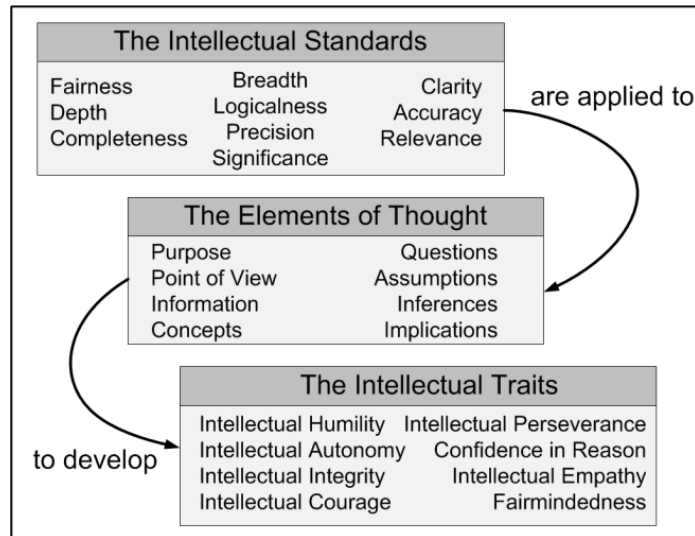 The Intellectual Standards
Fairness
Depth
Completeness
Breadth
Logicalness
Precision
Significance
Clarity
Accuracy
Relevance
are applied to
The Elements of Thought
Purpose
Point of View
Information
Concepts
Questions
Assumptions
Inferences
Implications
to develop
The Intellectual Traits
Intellectual Humility
Intellectual Autonomy
Intellectual Integrity
Intellectual Courage
Intellectual Perseverance
Confidence in Reason
Intellectual Empathy
Fairmindedness